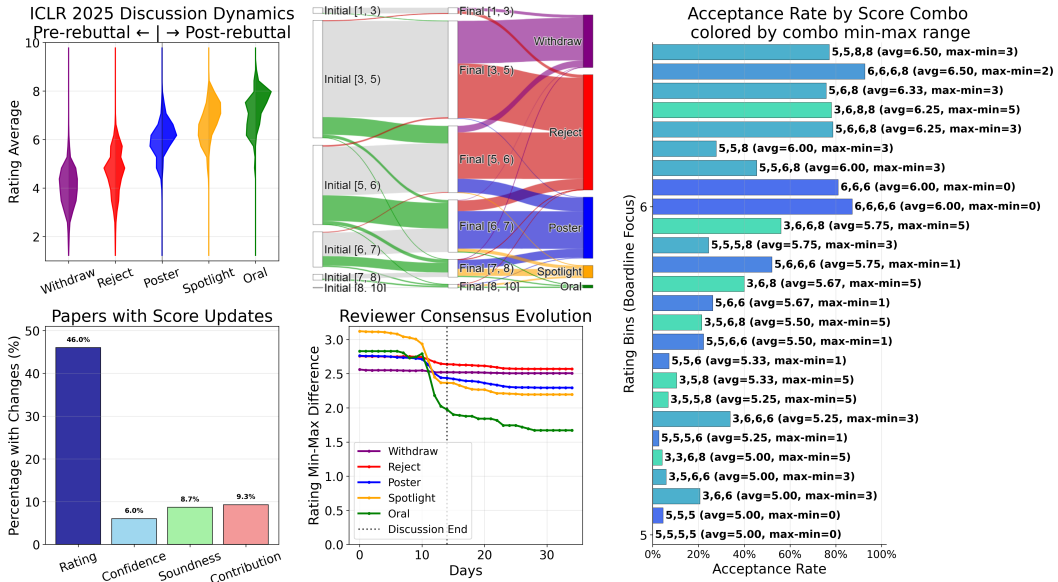 ICLR 2025 Discussion Dynamics
Pre-rebuttal ← | → Post-rebuttal
Rating Average
10
8
6
4
2
Withdraw
Reject
Poster
Spotlight
Oral
Initial [1, 3)
Initial [3, 5)
Initial [5, 6)
Initial [6, 7)
Initial [7, 8)
Initial [8, 10]
Final [1, 3)
Final [3, 5)
Final [5, 6)
Final [6, 7)
Final [7, 8)
Final [8, 10]
Withdraw
Reject
Poster
Spotlight
Oral
Papers with Score Updates
Percentage with Changes (%)
50
40
30
20
10
0
46.0%
6.0%
8.7%
9.3%
Rating
Confidence
Soundness
Contribution
Reviewer Consensus Evolution
Rating Min-Max Difference
3.0
2.5
2.0
1.5
1.0
0.5
0.0
Withdraw
Reject
Poster
Spotlight
Oral
Discussion End
0
10
20
30
Days
Acceptance Rate by Score Combo
colored by combo min-max range
Rating Bins (Boardline Focus)
6
5
5,5,8,8 (avg=6.50, max-min=3)
6,6,6,8 (avg=6.50, max-min=2)
5,6,8 (avg=6.33, max-min=3)
3,6,8,8 (avg=6.25, max-min=5)
5,6,6,8 (avg=6.25, max-min=3)
5,5,8 (avg=6.00, max-min=3)
5,5,6,8 (avg=6.00, max-min=3)
6,6,6 (avg=6.00, max-min=0)
6,6,6,6 (avg=6.00, max-min=0)
3,6,6,8 (avg=5.75, max-min=5)
5,5,5,8 (avg=5.75, max-min=3)
5,6,6,6 (avg=5.75, max-min=1)
3,6,8 (avg=5.67, max-min=5)
5,6,6 (avg=5.67, max-min=1)
3,5,6,8 (avg=5.50, max-min=5)
5,5,6,6 (avg=5.50, max-min=1)
5,5,6 (avg=5.33, max-min=1)
3,5,8 (avg=5.33, max-min=5)
3,5,5,8 (avg=5.25, max-min=5)
3,6,6,6 (avg=5.25, max-min=3)
5,5,5,6 (avg=5.25, max-min=1)
3,3,6,8 (avg=5.00, max-min=5)
3,5,6,6 (avg=5.00, max-min=3)
3,6,6 (avg=5.00, max-min=3)
5,5,5 (avg=5.00, max-min=0)
5,5,5,5 (avg=5.00, max-min=0)
0%
20%
40%
60%
80%
100%
Acceptance Rate